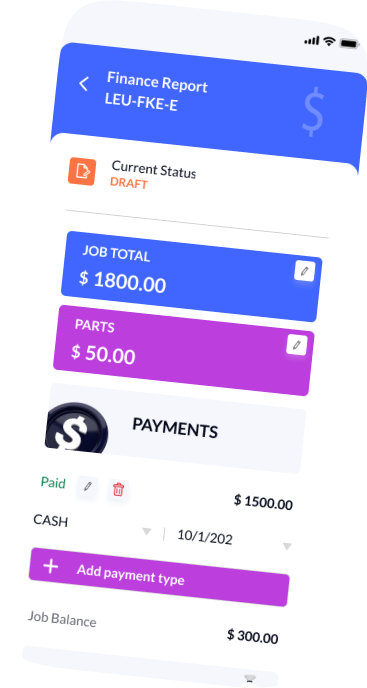 Finance Report
LEU-FKE-E
$
Current Status
DRAFT
JOB TOTAL
$ 1800.00
PARTS
$ 50.00
$ PAYMENTS
Paid $ 1500.00
CASH 10/1/202
Add payment type
Job Balance $ 300.00